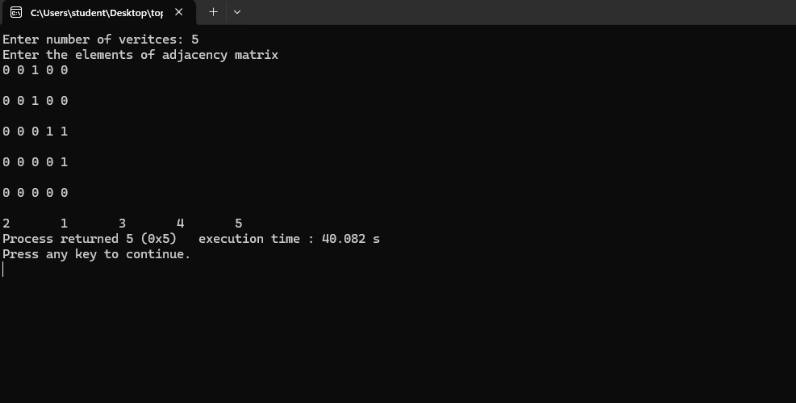 C:\Users\student\Desktop\top
Enter number of veritces: 5
Enter the elements of adjacency matrix
0 0 1 0 0
0 0 1 0 0
0 0 0 1 1
0 0 0 0 1
0 0 0 0 0
2 1 3 4 5
Process returned 5 (0x5) execution time : 40.082 s
Press any key to continue.